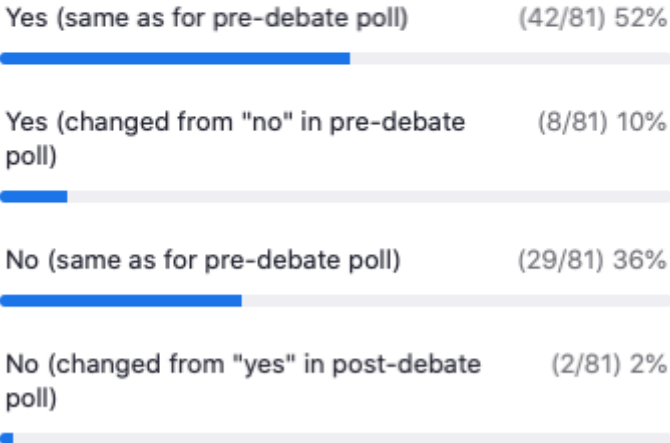 Yes (same as for pre-debate poll) (42/81) 52%
Yes (changed from "no" in pre-debate (8/81) 10%
poll)
No (same as for pre-debate poll) (29/81) 36%
No (changed from "yes" in post-debate (2/81) 2%
poll)